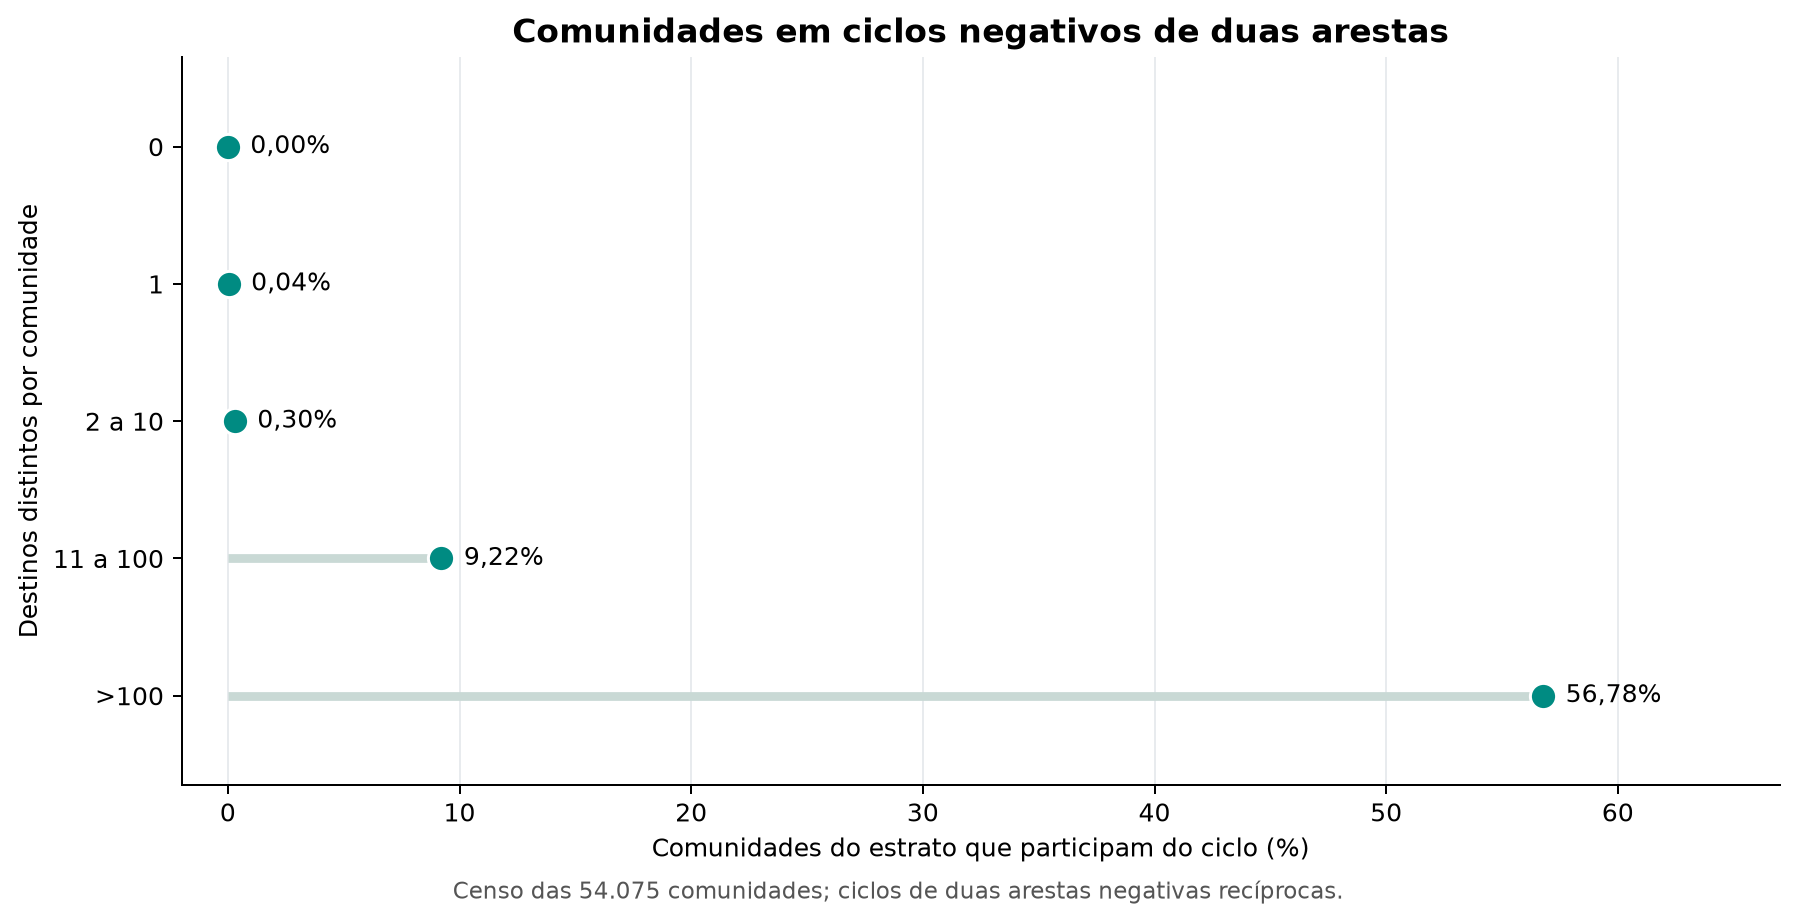 Comunidades em ciclos negativos de duas arestas
Destinos distintos por comunidade
0
0,00%
1
0,04%
2 a 10
0,30%
11 a 100
9,22%
>100
56,78%
0 10 20 30 40 50 60
Comunidades do estrato que participam do ciclo (%)
Censo das 54.075 comunidades; ciclos de duas arestas negativas recíprocas.